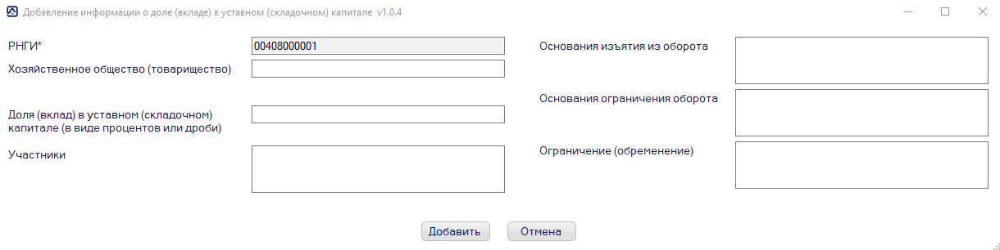 Добавление информации о доле (вкладе) в уставном (складочном) капитале v1.0.4
РНГИ*
00408000001
Хозяйственное общество (товарищество)
Доля (вклад) в уставном (складочном)
капитале (в виде процентов или дроби)
Участники
Основания изъятия из оборота
Основания ограничения оборота
Ограничение (обременение)
Добавить
Отмена